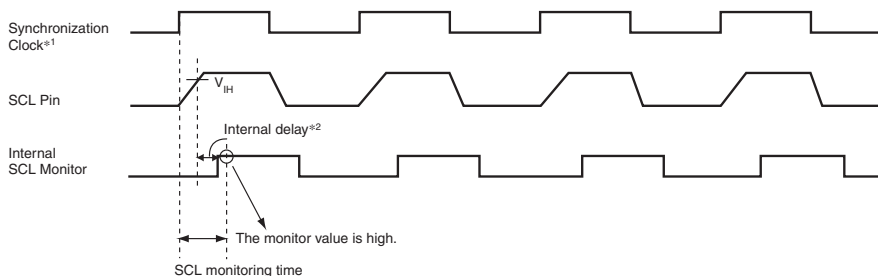 Synchronization
Clock*1
SCL Pin
VIH
Internal delay*2
Internal
SCL Monitor
The monitor value is high.
SCL monitoring time